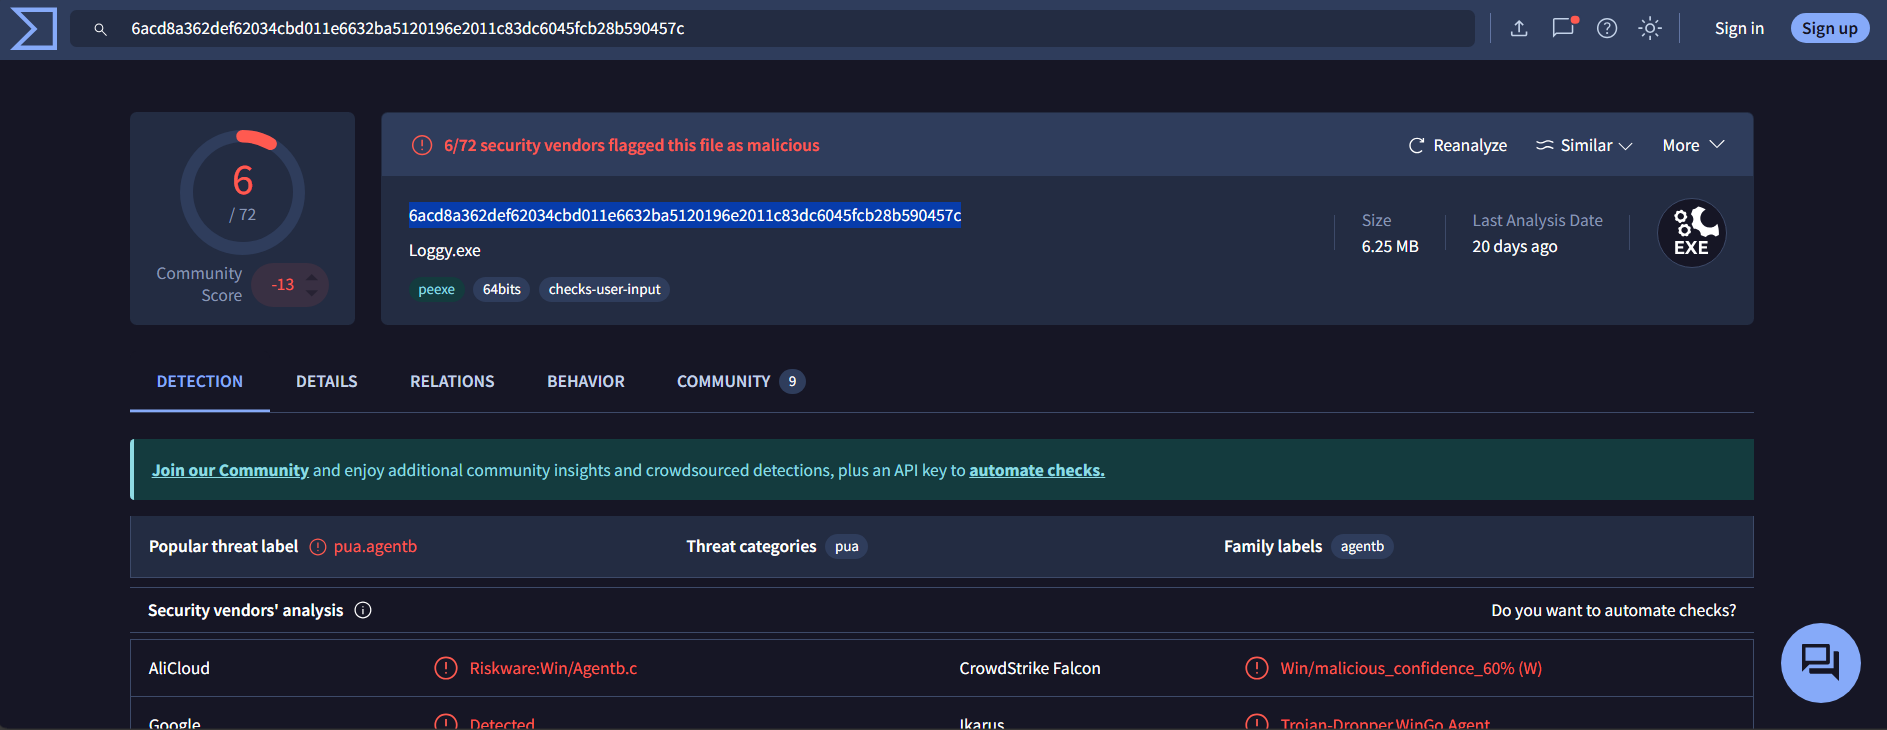 6acd8a362def62034cbd011e6632ba5120196e2011c83dc6045fcb28b590457c
Sign in
Sign up
6
/ 72
Community Score
-13
6/72 security vendors flagged this file as malicious
Reanalyze
Similar
More
6acd8a362def62034cbd011e6632ba5120196e2011c83dc6045fcb28b590457c
Loggy.exe
peexe
64bits
checks-user-input
Size
6.25 MB
Last Analysis Date
20 days ago
EXE
DETECTION
DETAILS
RELATIONS
BEHAVIOR
COMMUNITY 9
Join our Community and enjoy additional community insights and crowdsourced detections, plus an API key to automate checks.
Popular threat label pua.agentb
Threat categories pua
Family labels agentb
Security vendors' analysis
Do you want to automate checks?
AliCloud
Riskware:Win/Agentb.c
CrowdStrike Falcon
Win/malicious_confidence_60% (W)
Google
Detected
Ikarus
Trojan-Dropper.WinGo.Agent